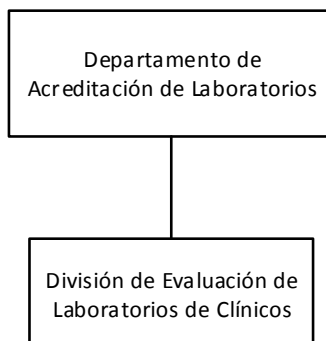 Departamento de
Acreditación de Laboratorios
División de Evaluación de
Laboratorios de Clínicos